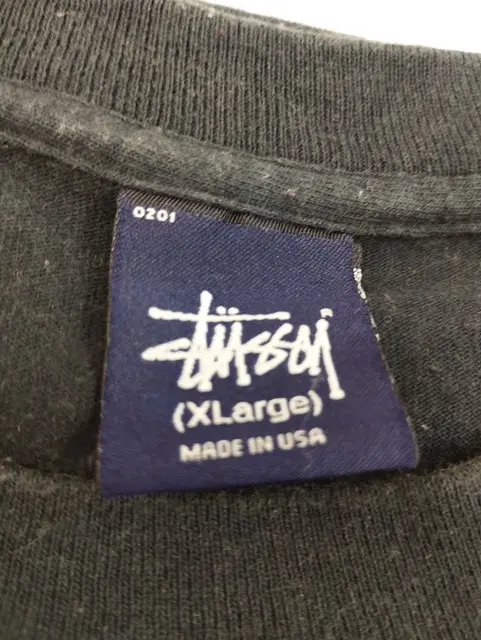 0201
Stüssy
(XLarge)
MADE IN USA